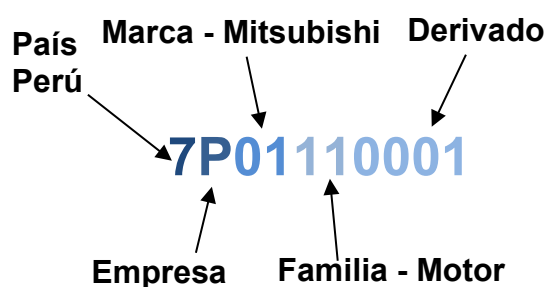 País
Perú
Marca - Mitsubishi
Derivado
7P01110001
Empresa
Familia - Motor